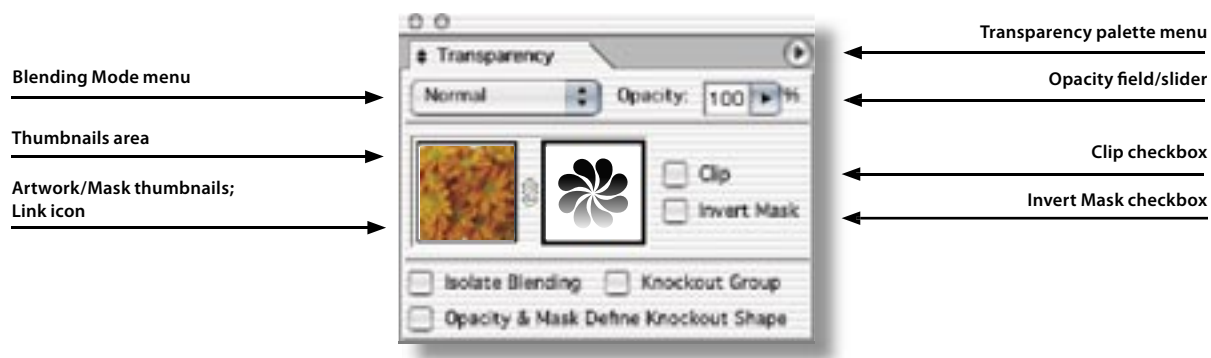 Transparency palette menu
Transparency
Blending Mode menu
Opacity field/slider
Normal
Opacity: 100 %
Thumbnails area
Clip checkbox
Clip
Artwork/Mask thumbnails;
Link icon
Invert Mask checkbox
Invert Mask
Isolate Blending
Knockout Group
Opacity & Mask Define Knockout Shape